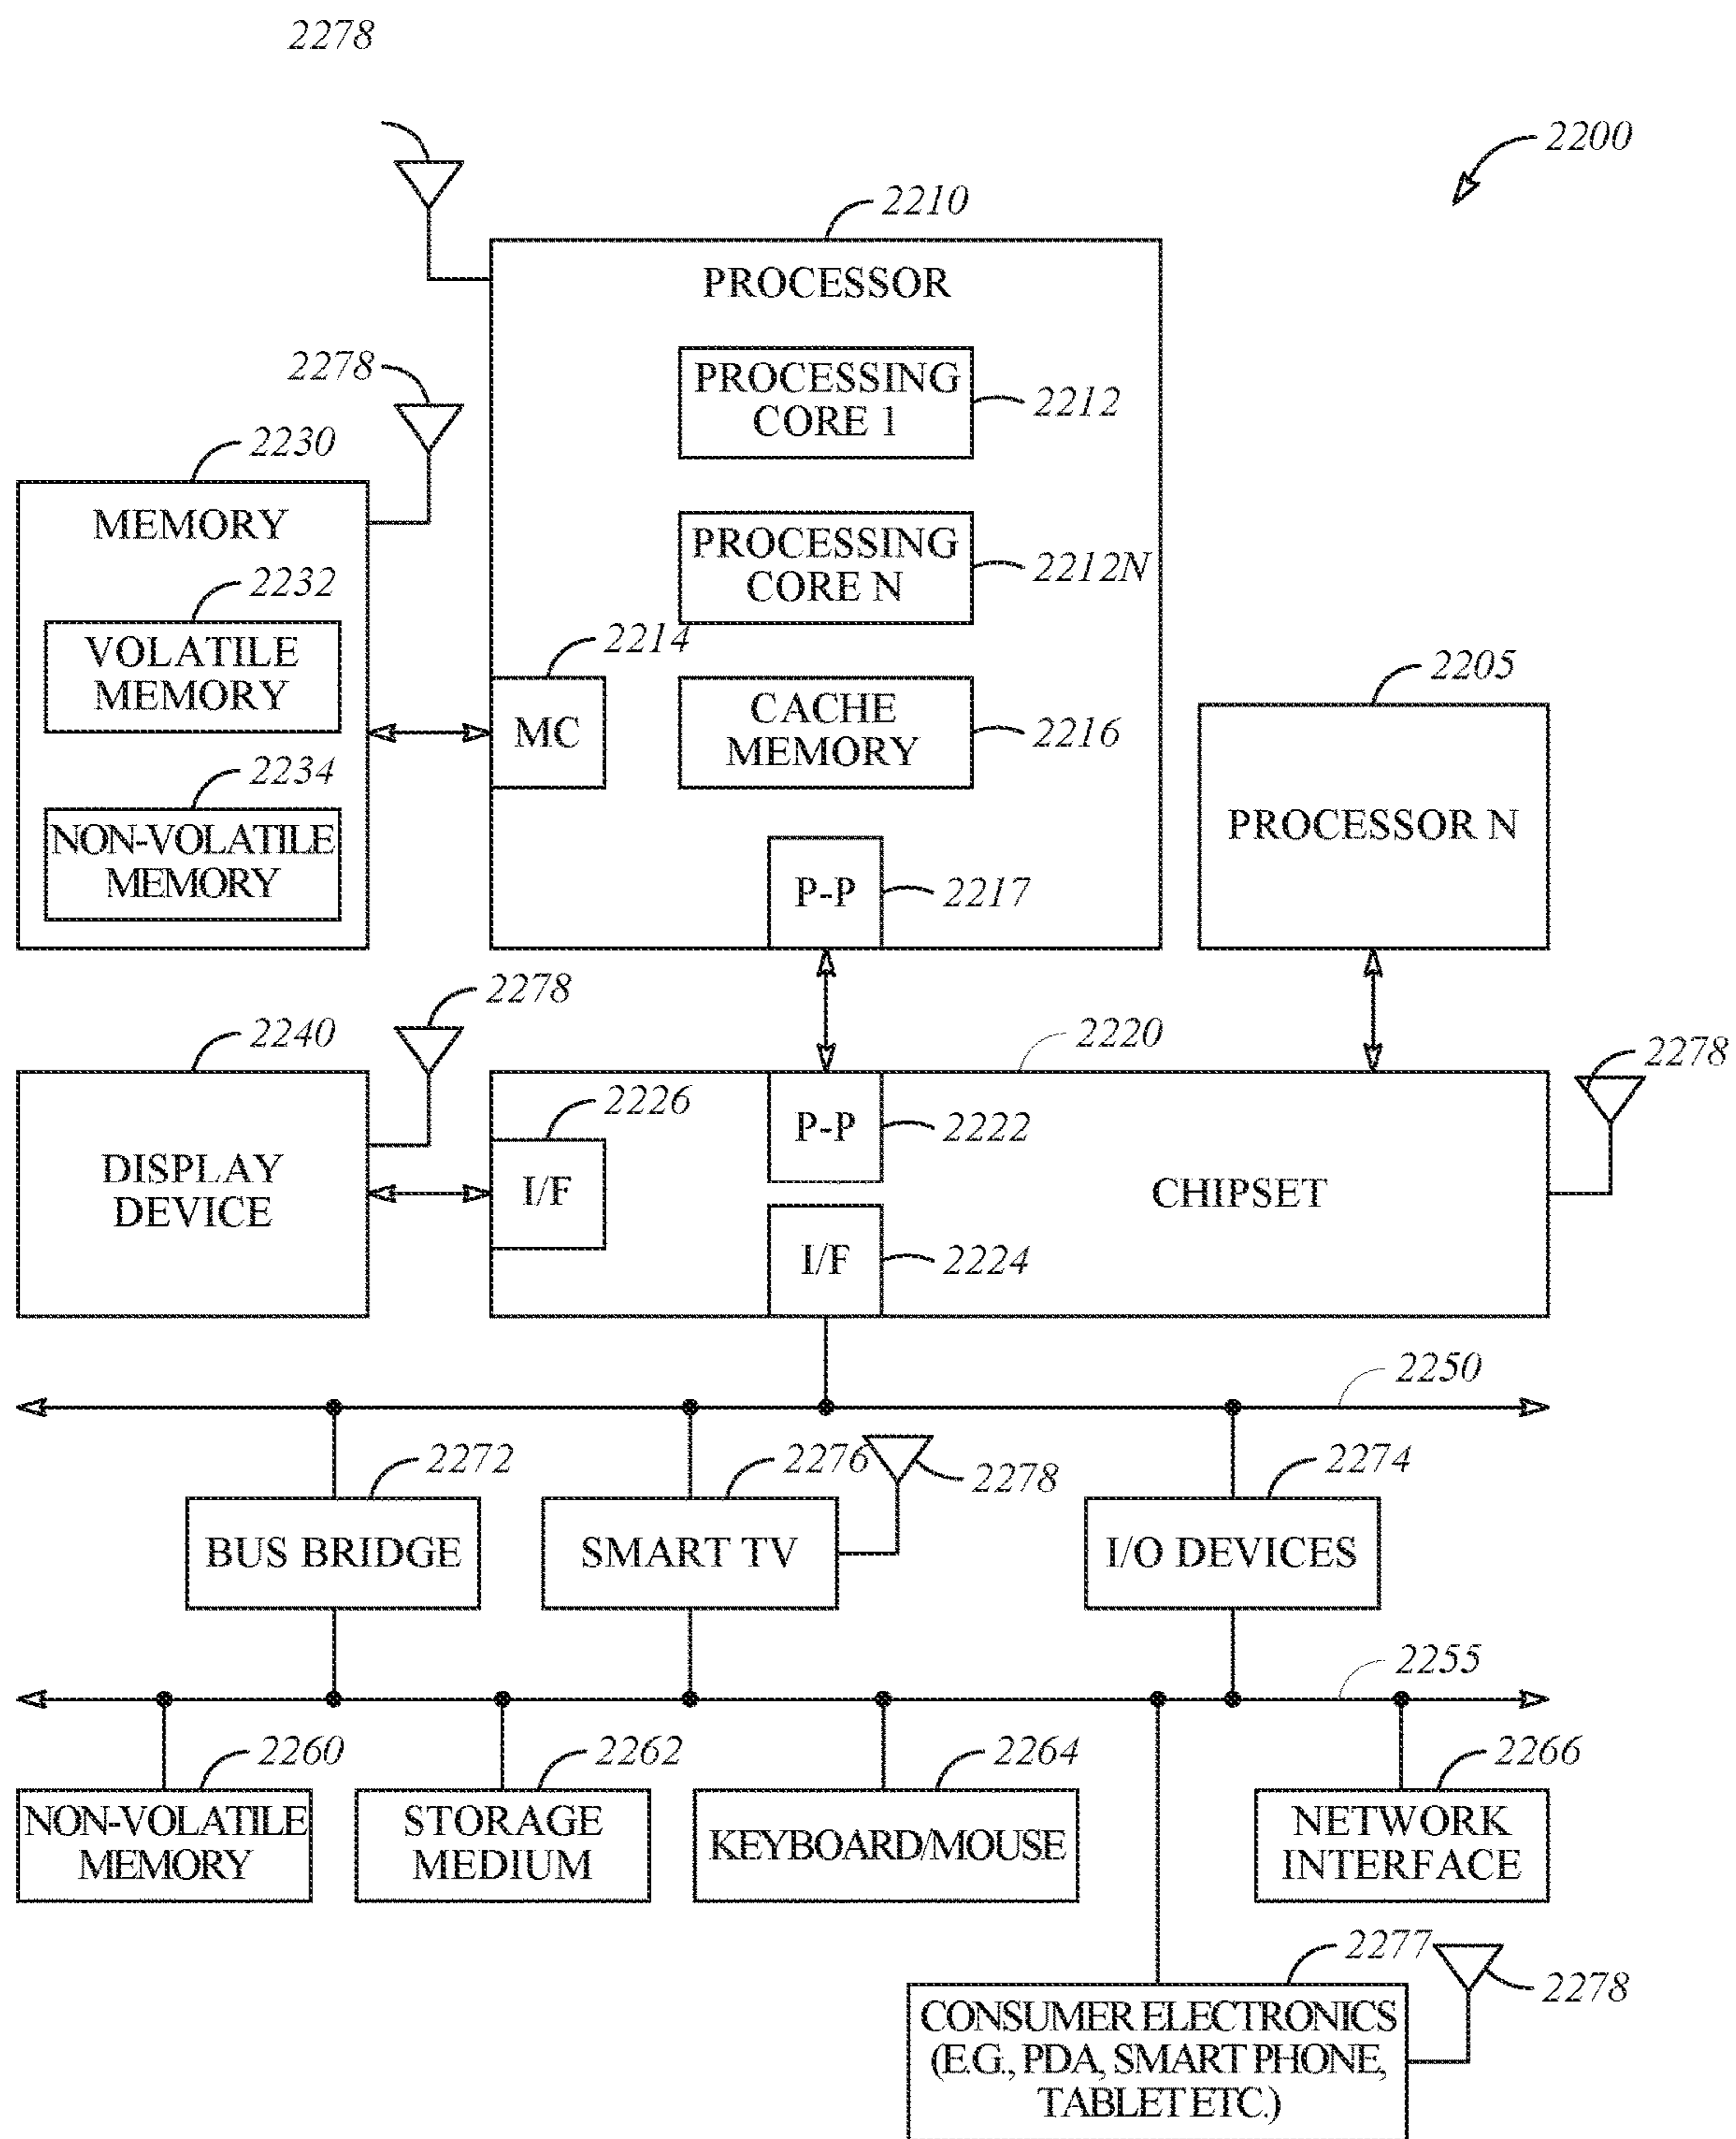 2278
2200
2210
PROCESSOR
2278
PROCESSING
CORE 1
2212
2230
MEMORY
PROCESSING
CORE N
2212N
2232
VOLATILE
MEMORY
2214
MC
CACHE
MEMORY
2216
2205
PROCESSOR N
2234
NON-VOLATILE
MEMORY
P-P
2217
2278
2240
2220
2278
DISPLAY
DEVICE
2226
I/F
P-P
2222
CHIPSET
I/F
2224
2250
2272
2276
2278
2274
BUS BRIDGE
SMART TV
I/O DEVICES
2255
2260
2262
2264
2266
NON-VOLATILE
MEMORY
STORAGE
MEDIUM
KEYBOARD/MOUSE
NETWORK
INTERFACE
2277
2278
CONSUMER ELECTRONICS
(E.G., PDA, SMART PHONE,
TABLET ETC.)